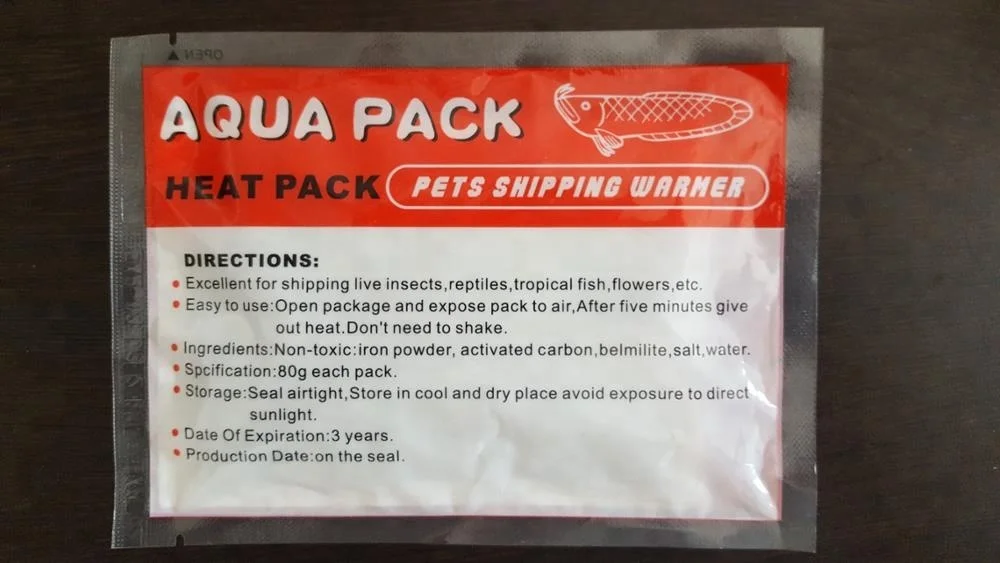 OPEN
AQUA PACK
HEAT PACK PETS SHIPPING WARMER
DIRECTIONS:
• Excellent for shipping live insects,reptiles,tropical fish,flowers,etc.
• Easy to use:Open package and expose pack to air,After five minutes give
out heat.Don't need to shake.
• Ingredients:Non-toxic:iron powder, activated carbon,belmilite,salt,water.
• Spcification:80g each pack.
• Storage:Seal airtight,Store in cool and dry place avoid exposure to direct
sunlight.
• Date Of Expiration:3 years.
• Production Date:on the seal.